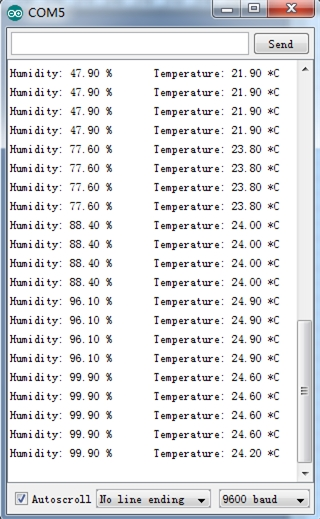 COM5
Send
Humidity: 47.90 % Temperature: 21.90 *C
Humidity: 47.90 % Temperature: 21.90 *C
Humidity: 47.90 % Temperature: 21.90 *C
Humidity: 47.90 % Temperature: 21.90 *C
Humidity: 77.60 % Temperature: 23.80 *C
Humidity: 77.60 % Temperature: 23.80 *C
Humidity: 77.60 % Temperature: 23.80 *C
Humidity: 77.60 % Temperature: 23.80 *C
Humidity: 88.40 % Temperature: 24.00 *C
Humidity: 88.40 % Temperature: 24.00 *C
Humidity: 88.40 % Temperature: 24.00 *C
Humidity: 88.40 % Temperature: 24.00 *C
Humidity: 96.10 % Temperature: 24.90 *C
Humidity: 96.10 % Temperature: 24.90 *C
Humidity: 96.10 % Temperature: 24.90 *C
Humidity: 96.10 % Temperature: 24.90 *C
Humidity: 99.90 % Temperature: 24.60 *C
Humidity: 99.90 % Temperature: 24.60 *C
Humidity: 99.90 % Temperature: 24.60 *C
Humidity: 99.90 % Temperature: 24.60 *C
Humidity: 99.90 % Temperature: 24.20 *C
Autoscroll No line ending 9600 baud